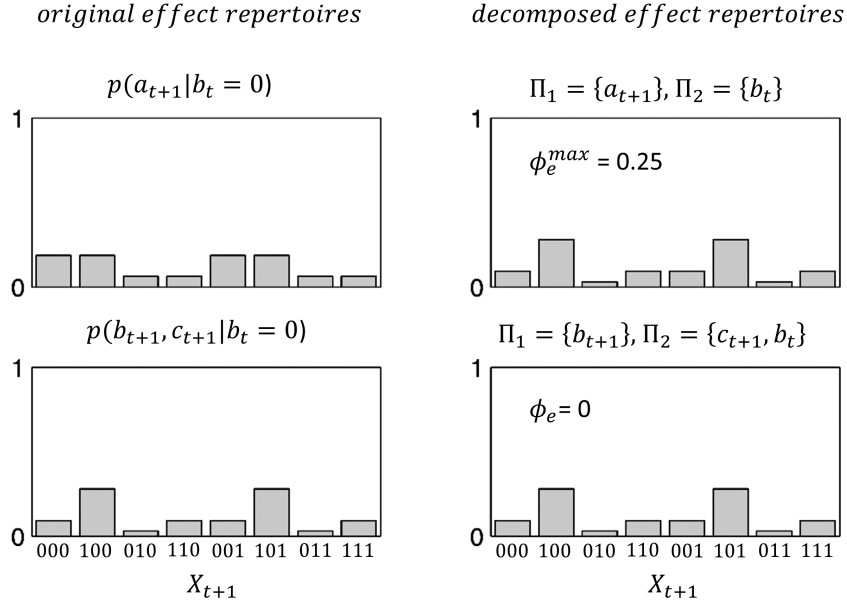 original effect repertoires
decomposed effect repertoires
p(a_{t+1}|b_t = 0)
Π_1 = {a_{t+1}}, Π_2 = {b_t}
1
0
1
0
ϕ_e^{max} = 0.25
p(b_{t+1}, c_{t+1}|b_t = 0)
Π_1 = {b_{t+1}}, Π_2 = {c_{t+1}, b_t}
1
0
000 100 010 110 001 101 011 111
X_{t+1}
1
0
ϕ_e= 0
000 100 010 110 001 101 011 111
X_{t+1}